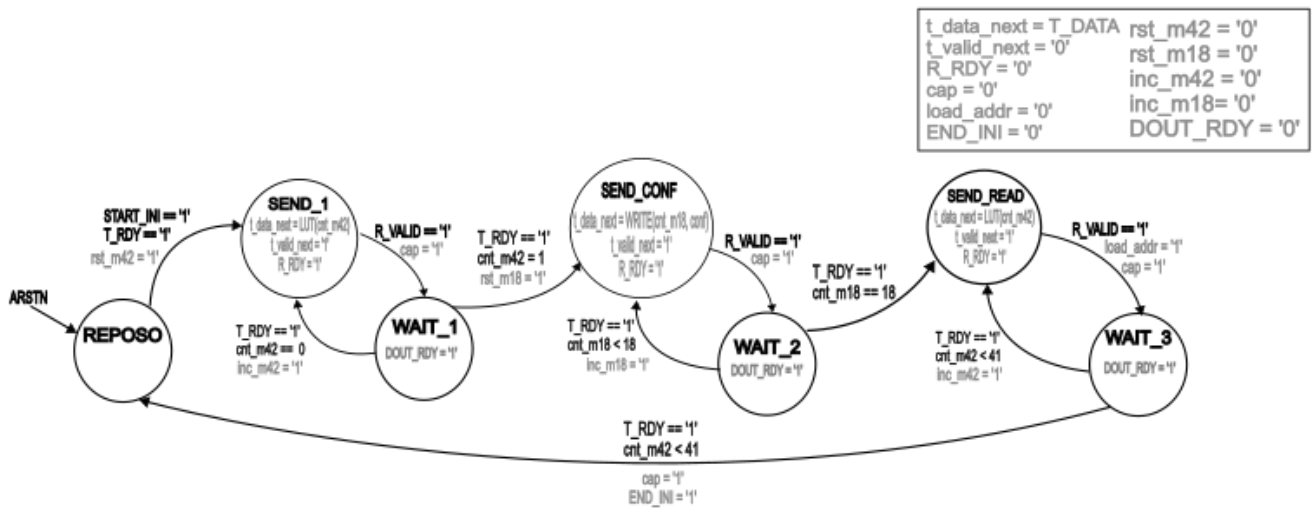 t_data_next = T_DATA
t_valid_next = '0'
R_RDY = '0'
cap = '0'
load_addr = '0'
END_INI = '0'
rst_m42 = '0'
rst_m18 = '0'
inc_m42 = '0'
inc_m18= '0'
DOUT_RDY = '0'
ARSTN
REPOSO
START_INI == '1'
T_RDY == '1'
rst_m42 = '1'
SEND_1
t_data_next = LUT(cnt_m42)
t_valid_next = '1'
R_RDY = '1'
R_VALID == '1'
cap = '1'
T_RDY == '1'
cnt_m42 == 0
inc_m42 = '1'
WAIT_1
DOUT_RDY = '1'
T_RDY == '1'
cnt_m42 = 1
rst_m18 = '1'
SEND_CONF
t_data_next = WRITE(cnt_m18, conf)
t_valid_next = '1'
R_RDY = '1'
R_VALID == '1'
cap = '1'
T_RDY == '1'
cnt_m18 < 18
inc_m18 = '1'
WAIT_2
DOUT_RDY = '1'
T_RDY == '1'
cnt_m18 == 18
SEND_READ
t_data_next = LUT(cnt_m42)
t_valid_next = '1'
R_RDY = '1'
R_VALID == '1'
load_addr = '1'
cap = '1'
T_RDY == '1'
cnt_m42 < 41
inc_m42 = '1'
WAIT_3
DOUT_RDY = '1'
T_RDY == '1'
cnt_m42 < 41
cap = '1'
END_INI = '1'